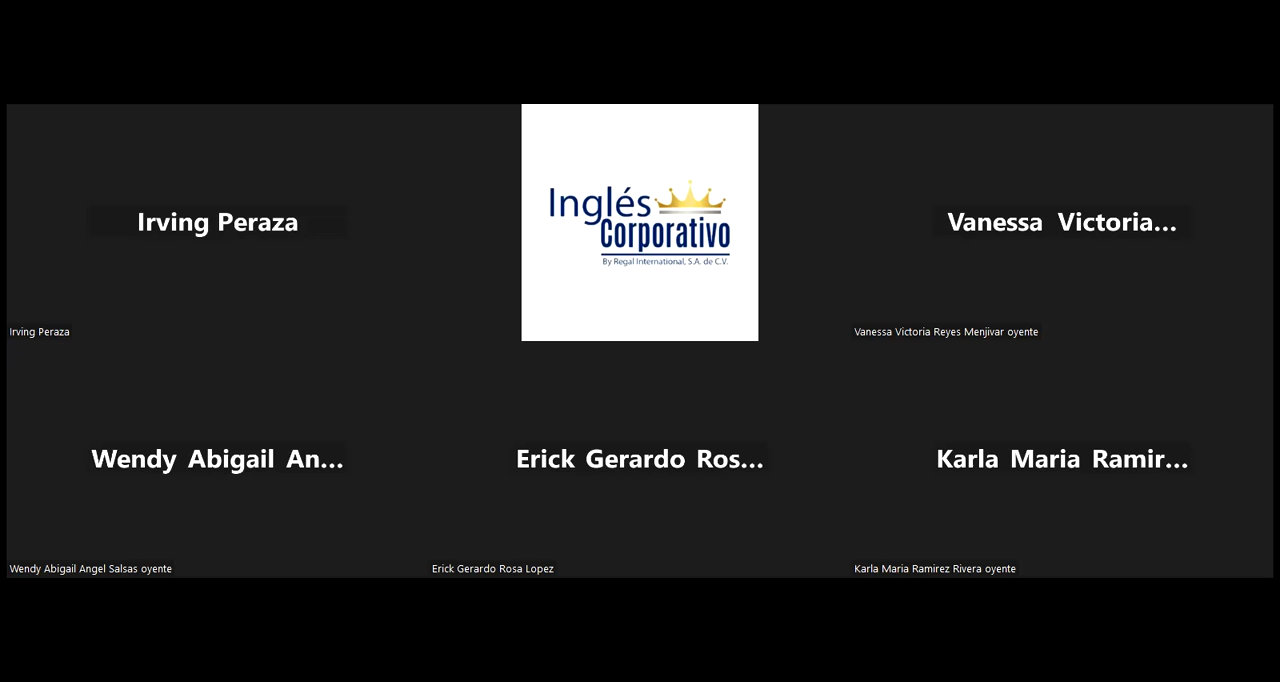 Irving Peraza
Irving Peraza
Inglés
Corporativo
By Regal International, S.A. de C.V.
Vanessa Victoria...
Vanessa Victoria Reyes Menjivar oyente
Wendy Abigail An...
Wendy Abigail Angel Salsas oyente
Erick Gerardo Ros...
Erick Gerardo Rosa Lopez
Karla Maria Ramir...
Karla Maria Ramirez Rivera oyente